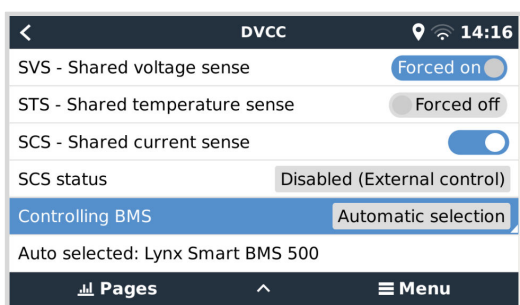 DVCC 14:16
SVS - Shared voltage sense Forced on
STS - Shared temperature sense Forced off
SCS - Shared current sense
SCS status Disabled (External control)
Controlling BMS Automatic selection
Auto selected: Lynx Smart BMS 500
Pages Menu